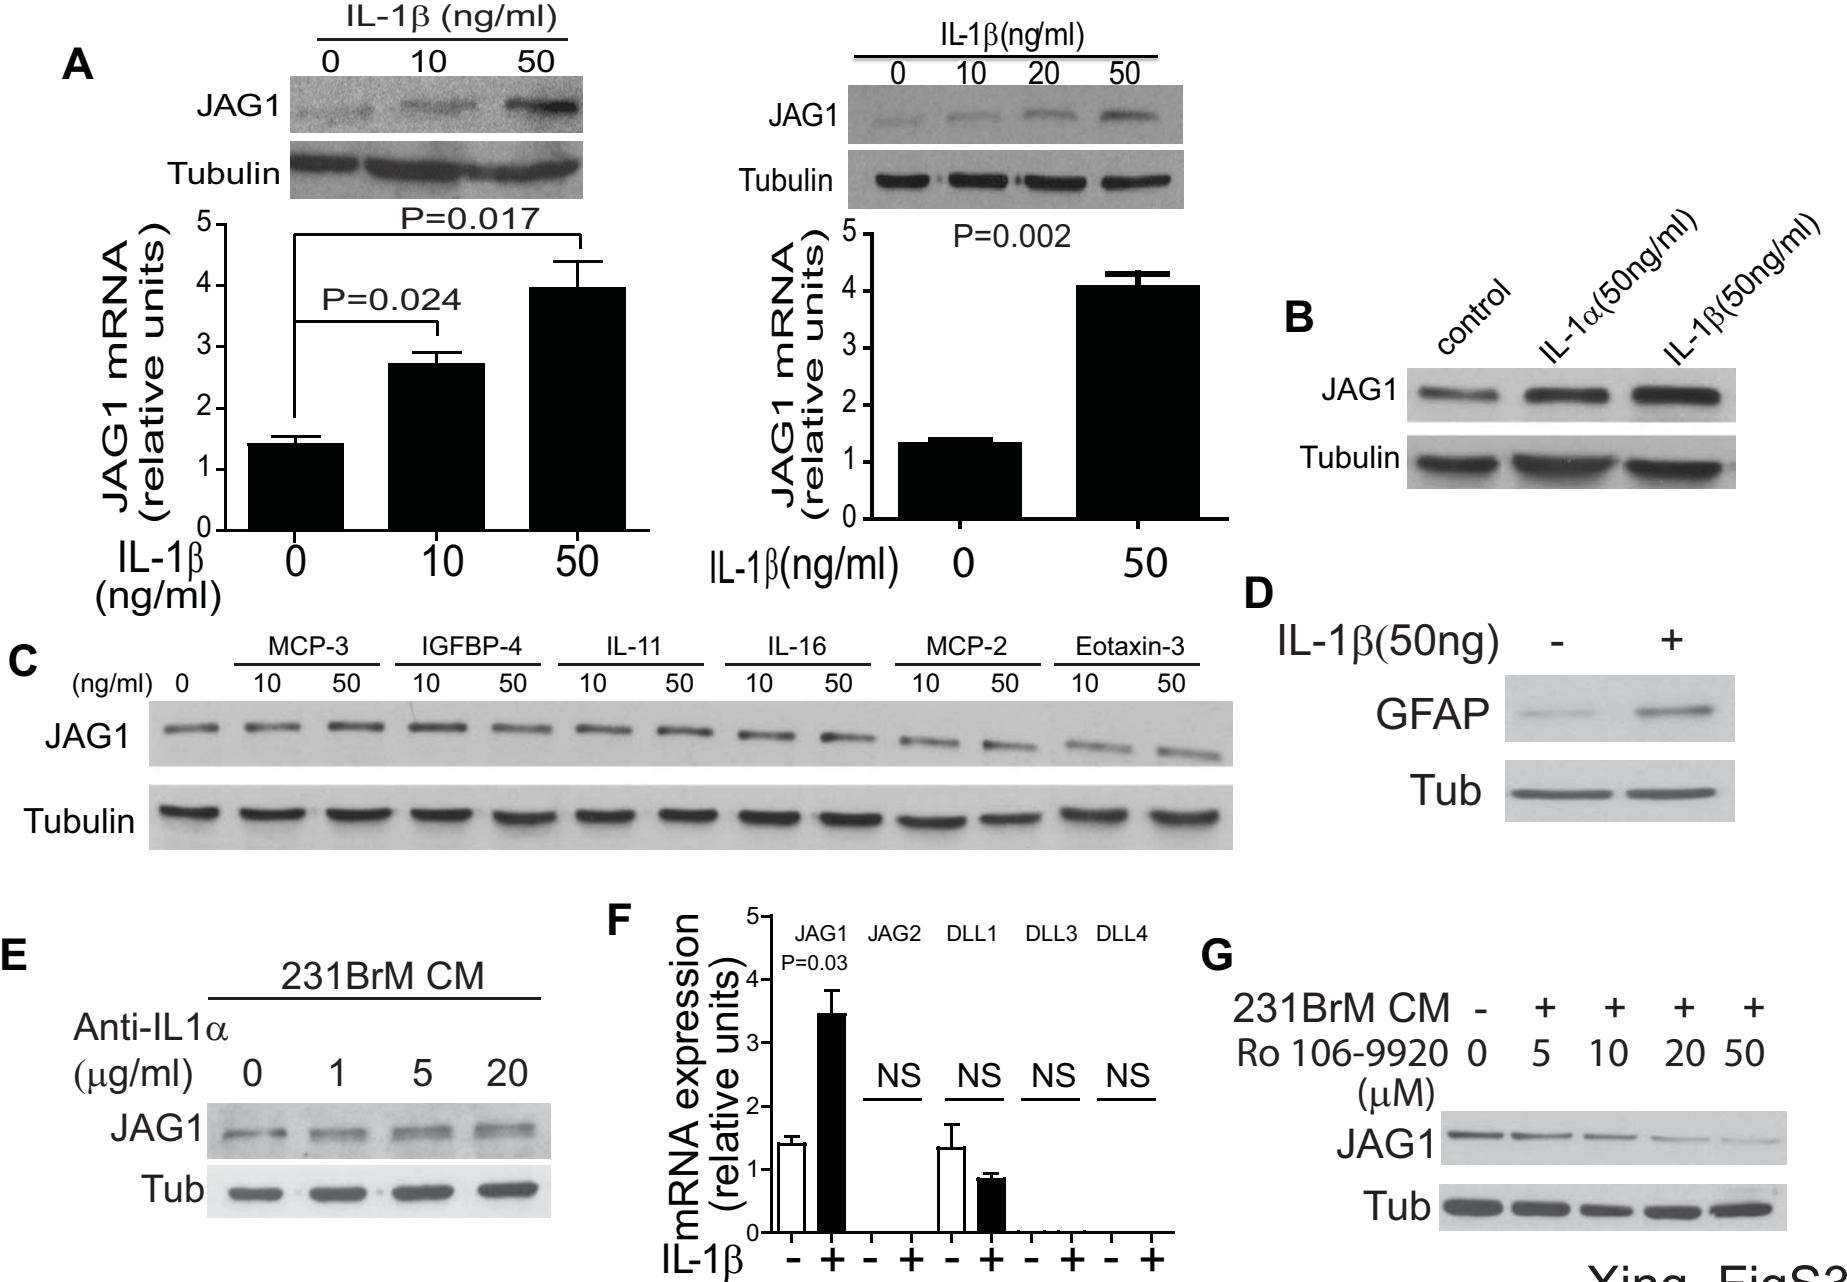 A
IL-1β (ng/ml)
0 10 50
JAG1
Tubulin
P=0.017
P=0.024
JAG1 mRNA
(relative units)
5
4
3
2
1
0
IL-1β
(ng/ml)
0 10 50
IL-1β(ng/ml)
0 10 20 50
JAG1
Tubulin
P=0.002
JAG1 mRNA
(relative units)
5
4
3
2
1
0
IL-1β(ng/ml) 0 50
B
control
IL-1α(50ng/ml)
IL-1β(50ng/ml)
JAG1
Tubulin
C
MCP-3 IGFBP-4 IL-11 IL-16 MCP-2 Eotaxin-3
(ng/ml) 0 10 50 10 50 10 50 10 50 10 50 10 50
JAG1
Tubulin
D
IL-1β(50ng) - +
GFAP
Tub
E
231BrM CM
Anti-IL1α
(μg/ml) 0 1 5 20
JAG1
Tub
F
mRNA expression
(relative units)
5
4
3
2
1
0
JAG1 JAG2 DLL1 DLL3 DLL4
P=0.03
NS NS NS NS
IL-1β - + - + - + - + - +
G
231BrM CM - + + + +
Ro 106-9920 0 5 10 20 50
(μM)
JAG1
Tub